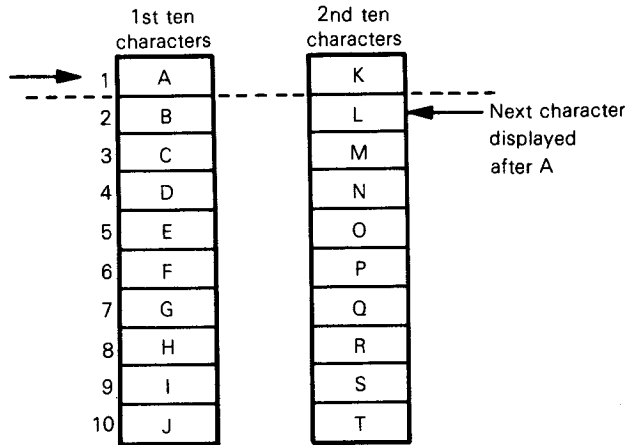 1st ten
characters
2nd ten
characters
1 A K
2 B L
3 C M
4 D N
5 E O
6 F P
7 G Q
8 H R
9 I S
10 J T
Next character
displayed
after A